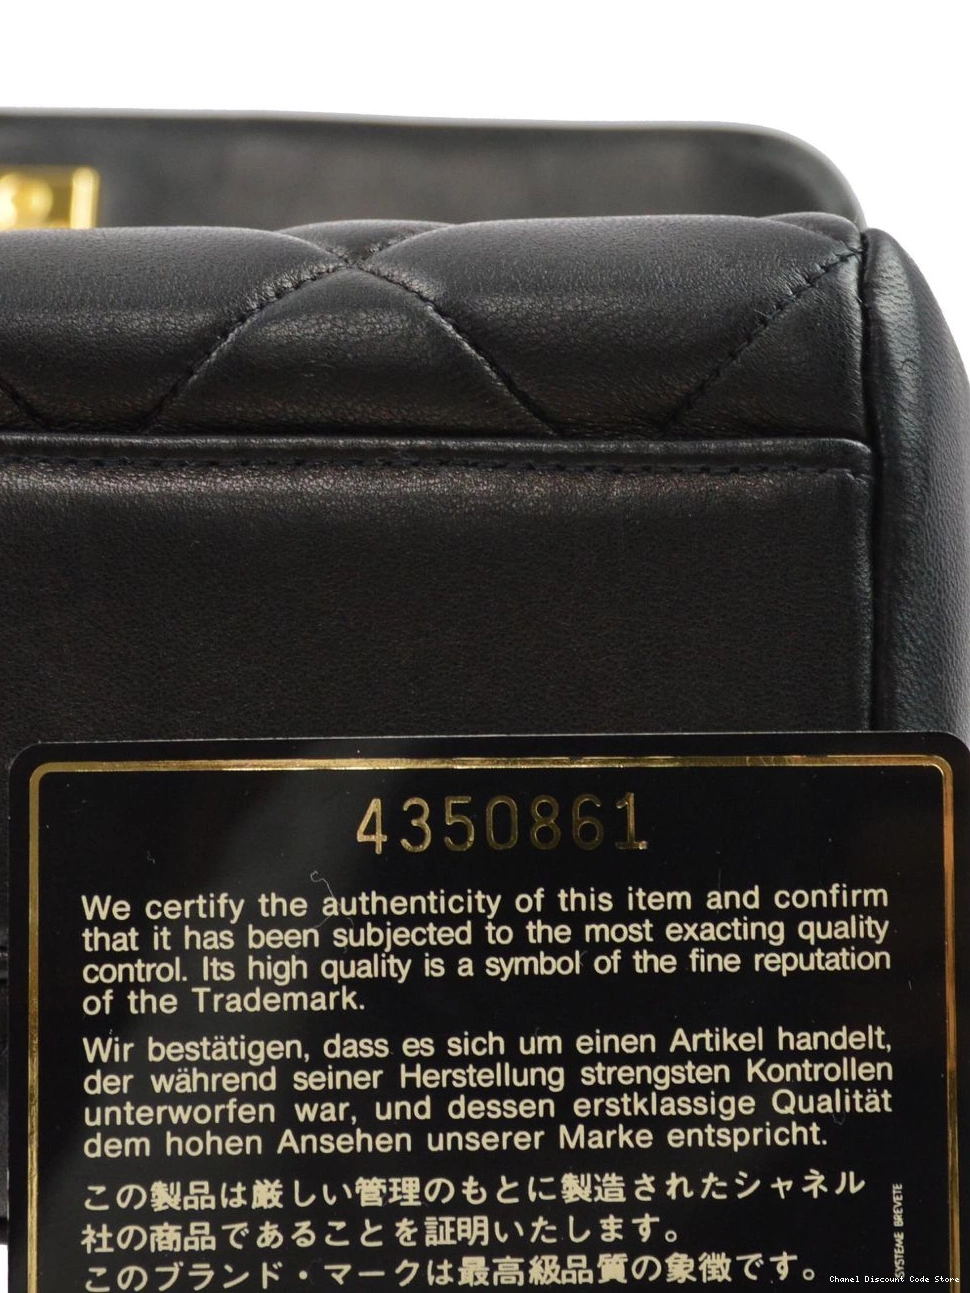 4350861
We certify the authenticity of this item and confirm
that it has been subjected to the most exacting quality
control. Its high quality is a symbol of the fine reputation
of the Trademark.
Wir bestätigen, dass es sich um einen Artikel handelt,
der während seiner Herstellung strengsten Kontrollen
unterworfen war, und dessen erstklassige Qualität
dem hohen Ansehen unserer Marke entspricht.
この製品は厳しい管理のもとに製造されたシャネル
社の商品であることを証明いたします。
このブランド・マークは最高級品質の象徴です。
SYSTEME BREVETE
Chanel Discount Code Store